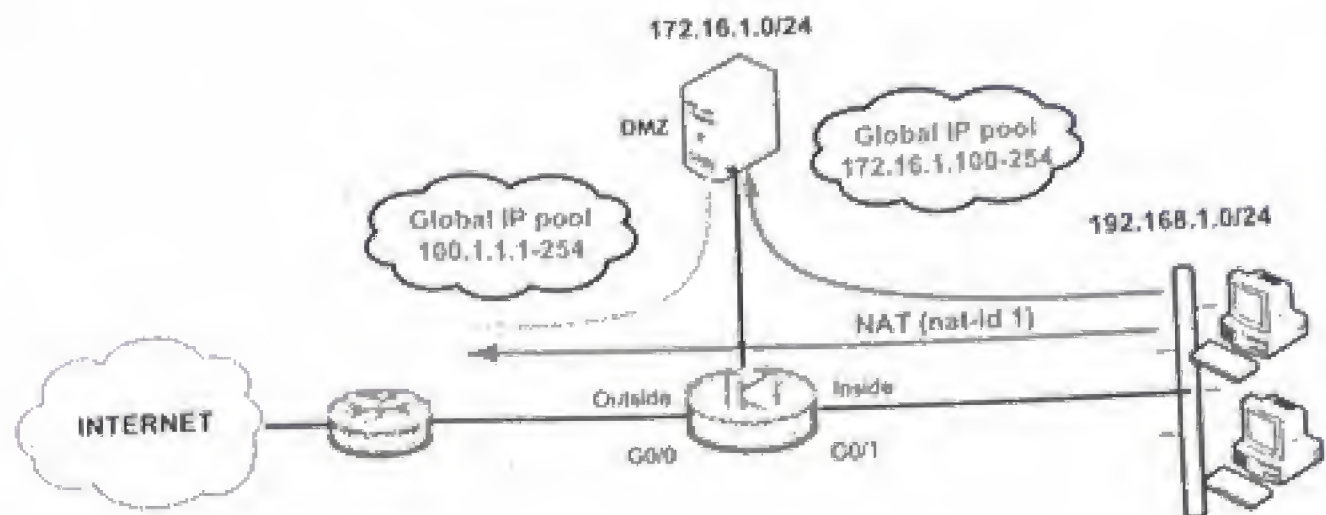 172.16.1.0/24
DMZ
Global IP pool
172.16.1.100-254
Global IP pool
100.1.1.1-254
192.168.1.0/24
NAT (nat-id 1)
INTERNET
Outside
Inside
G0/0
G0/1